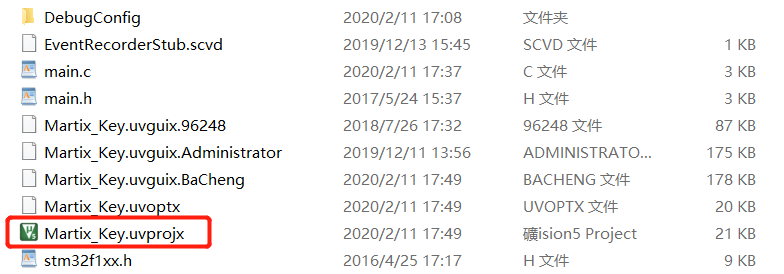 DebugConfig 2020/2/11 17:08 文件夹
EventRecorderStub.scvd 2019/12/13 15:45 SCVD 文件 1 KB
main.c 2020/2/11 17:37 C 文件 3 KB
main.h 2017/5/24 15:37 H 文件 1 KB
Martix_Key.uvguix.96248 2018/7/26 17:32 96248 文件 87 KB
Martix_Key.uvguix.Administrator 2019/12/11 13:56 ADMINISTRATO... 175 KB
Martix_Key.uvguix.BaCheng 2020/2/11 17:49 BACHENG 文件 178 KB
Martix_Key.uvoptx 2020/2/11 17:49 UVOPTX 文件 20 KB
Martix_Key.uvprojx 2020/2/11 17:49 礦ision5 Project 21 KB
stm32f1xx.h 2016/4/25 17:17 H 文件 9 KB